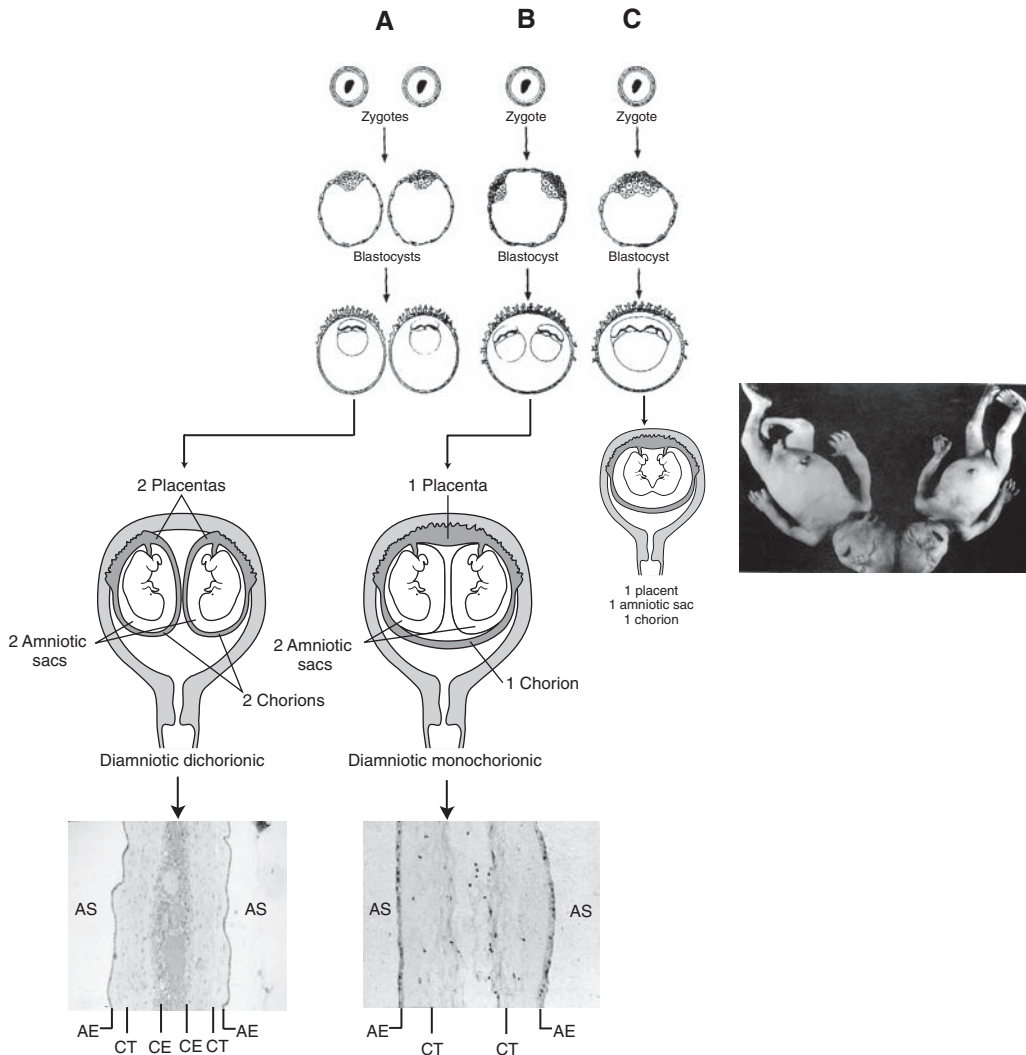 A B C
Zygotes Zygote Zygote
Blastocysts Blastocyst Blastocyst
2 Placentas 1 Placenta
1 placent
1 amniotic sac
1 chorion
2 Amniotic
sacs
2 Amniotic
sacs
1 Chorion
2 Chorions
Diamniotic dichorionic Diamniotic monochorionic
AS AS AS AS
AE CT CE CE CT AE
AE CT CT AE